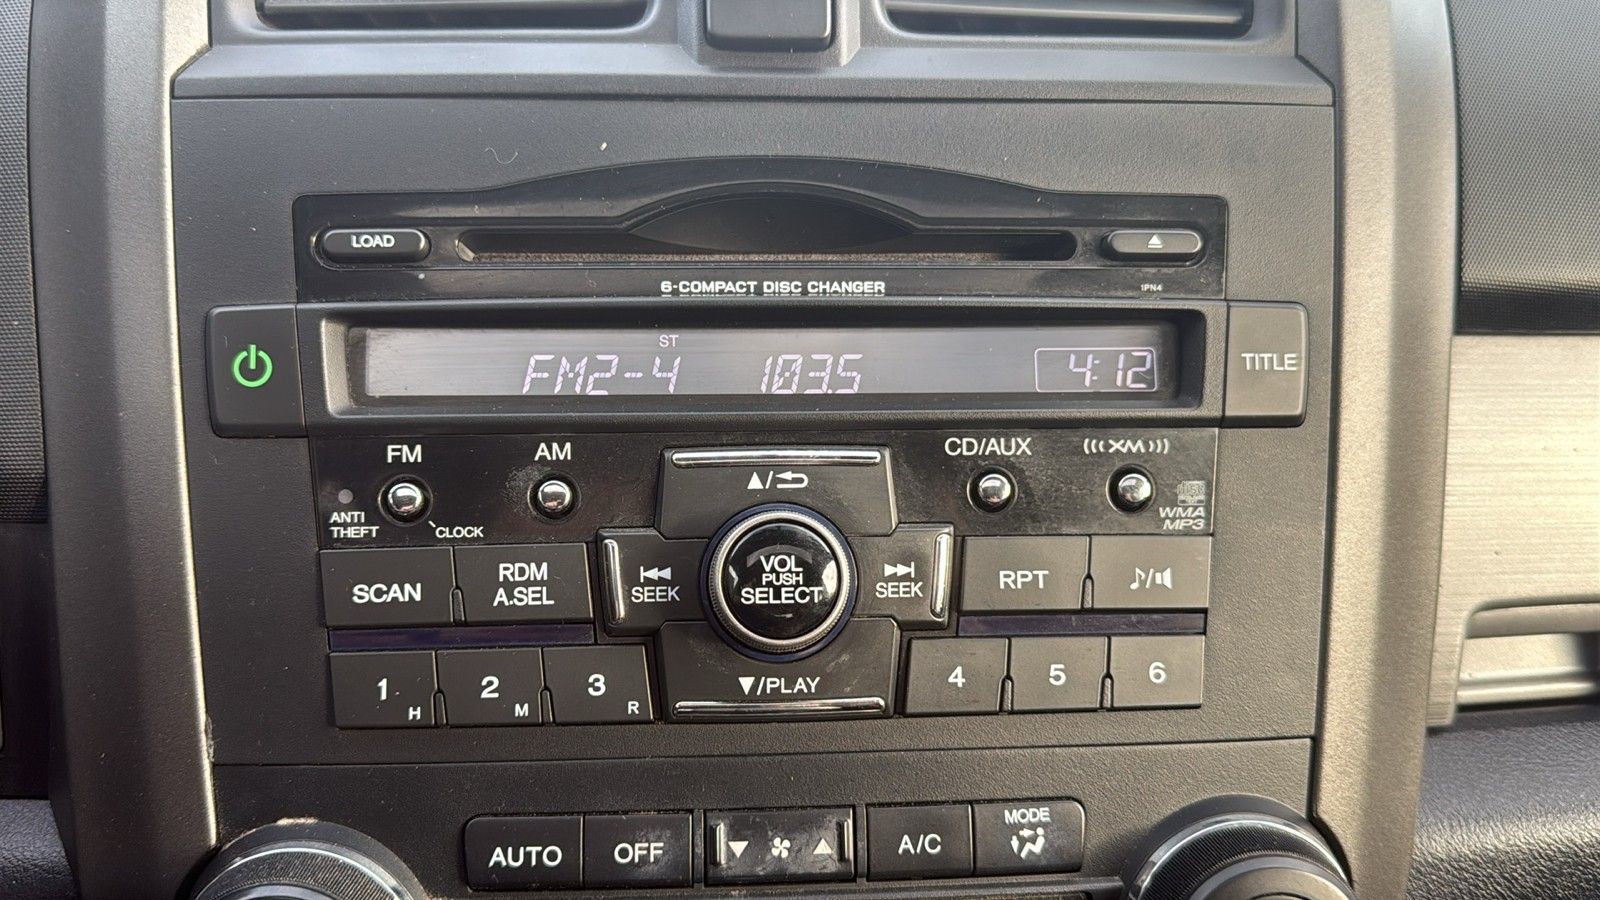 LOAD
6-COMPACT DISC CHANGER
1PN4
ST
FM2-4 103.5 4:12
TITLE
FM AM CD/AUX (((XM)))
ANTI
THEFT
CLOCK
WMA
MP3
SCAN
RDM
A.SEL
SEEK
VOL
PUSH
SELECT
SEEK
RPT
▲/
▼/PLAY
1 H
2 M
3 R
4
5
6
AUTO
OFF
A/C
MODE